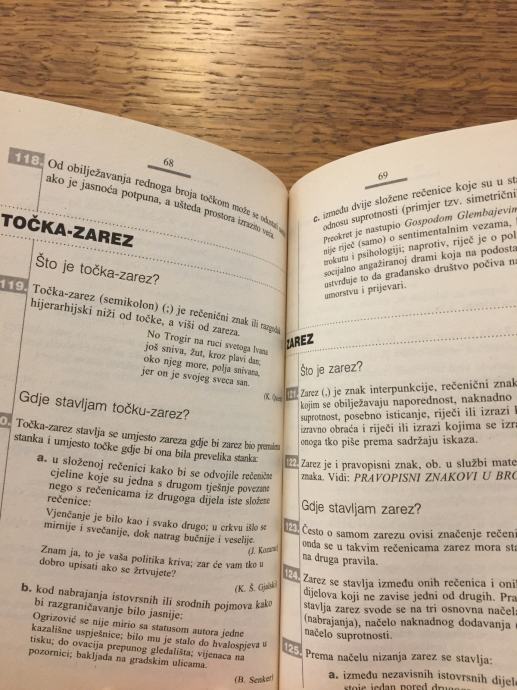 68
118. Od obilježavanja rednoga broja točkom može se odustati
ako je jasnoća potpuna, a ušteda prostora izrazito veća.
TOČKA-ZAREZ
Što je točka-zarez?
119. Točka-zarez (semikolon) (;) je rečenični znak ili razgodak
hijerarhijski niži od točke, a viši od zareza.
No Trogir na ruci svetoga Ivana
još sniva, žut, kroz plavi dan;
oko njeg more, polja snivana,
jer on je svojeg sveca san.
(K.
Gdje stavljam točku-zarez?
0. Točka-zarez stavlja se umjesto zareza gdje bi zarez bio premalena
stanka i umjesto točke gdje bi ona bila prevelika stanka:
a. u složenoj rečenici kako bi se odvojile rečenične
cjeline koje su jedna s drugom tješnje povezane
nego s rečenicama iz drugoga dijela iste složene
rečenice:
Vjenčanje je bilo kao i svako drugo; u crkvu išlo se
mirnije i svečanije, dok natrag bučnije i veselije.
(J. Kozarac)
Znam ja, to je vaša politika kriva; zar će vam tko u
dobro upisati ako se žrtvujete?
(K. Š. Gjalski)
b. kod nabrajanja istovrsnih ili srodnih pojmova kako
bi razgraničavanje bilo jasnije:
Ogrizović se nije mirio sa statusom autora jedne
kazališne uspješnice; bilo mu je stalo do hvalospjeva u
tisku; do ovacija prepunog gledališta; vijenaca na
pozornici; bakljada na gradskim ulicama.
(B. Senker)
69
c. između dvije složene rečenice koje su u
odnosu suprotnosti (primjer tzv. simetrični
Preokret je nastupio Gospodom Glembajevim
nije riječ (samo) o sentimentalnim vezama,
trokutu i psihologiji; naprotiv, riječ je o
socijalno angažiranoj drami koja na
ustvrđuje to da građansko društvo počiva na
umorstvu i prijevari.
ZAREZ
Što je zarez?
121. Zarez (,) je znak interpunkcije, rečenični znak
kojim se obilježavaju naporednost, naknadno
suprotnost, posebno isticanje, riječi ili izrazi
izravno obraća i riječi ili izrazi kojima se
onoga tko piše prema sadržaju iskaza.
122. Zarez je i pravopisni znak, ob. u službi
znaka. Vidi: PRAVOPISNI ZNAKOVI U
Gdje stavljam zarez?
123. Često o samom zarezu ovisi značenje
onda se u takvim rečenicama zarez mora
na druga pravila.
124. Zarez se stavlja između onih rečenica i
dijelova koji ne zavise jedni od drugih.
stavlja zarez svode se na tri osnovna
(nabrajanja), načelo naknadnog dodavanja
načelo suprotnosti.
125. Prema načelu nizanja zarez se stavlja:
a. između nezavisnih istovrsnih
stoje jedan pored drugog